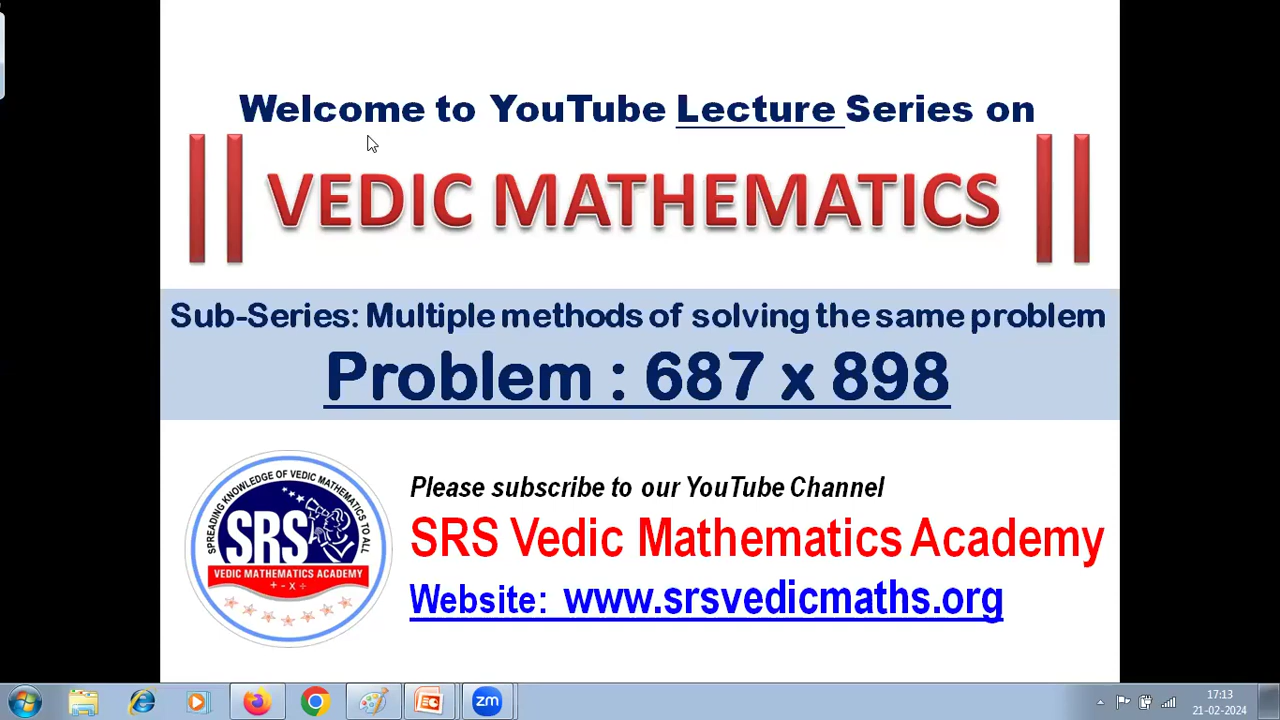 Welcome to YouTube Lecture Series on
|| VEDIC MATHEMATICS ||
Sub-Series: Multiple methods of solving the same problem
Problem : 687 x 898
Please subscribe to our YouTube Channel
SRS Vedic Mathematics Academy
Website: www.srsvedicmaths.org
SPREADING KNOWLEDGE OF VEDIC MATHEMATICS TO ALL
SRS
VEDIC MATHEMATICS ACADEMY
+ - x ÷
zm
17:13
21-02-2024